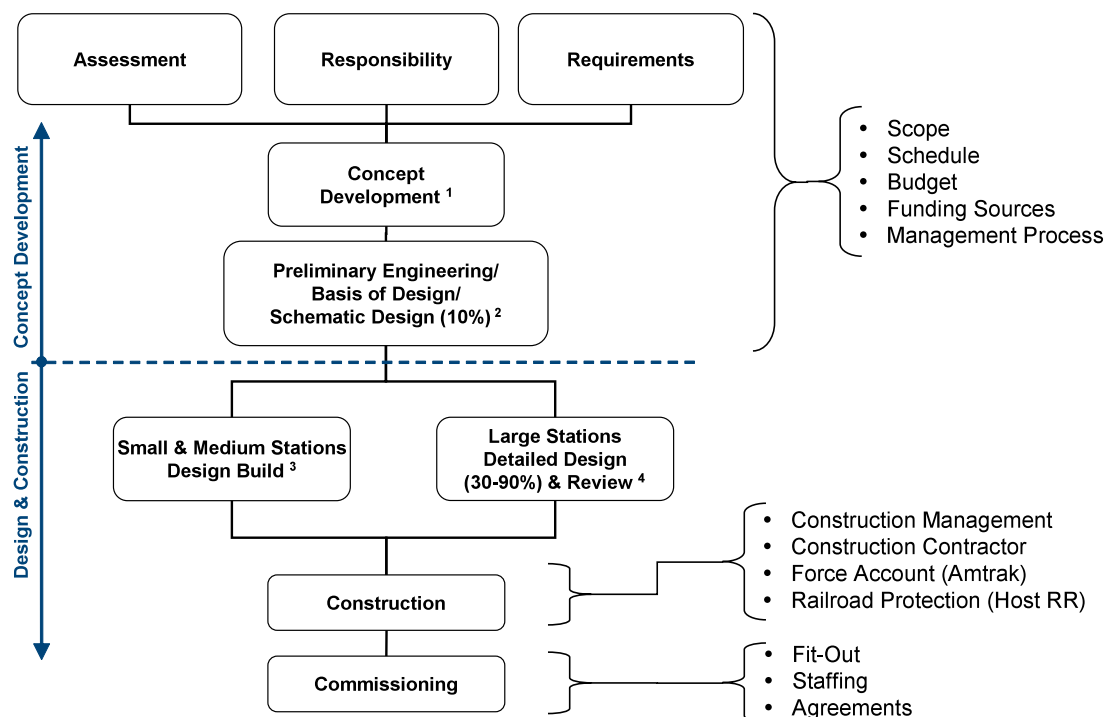 Assessment
Responsibility
Requirements
Concept
Development 1
Preliminary Engineering/
Basis of Design/
Schematic Design (10%) 2
• Scope
• Schedule
• Budget
• Funding Sources
• Management Process
Concept Development
Design & Construction
Small & Medium Stations
Design Build 3
Large Stations
Detailed Design
(30-90%) & Review 4
Construction
• Construction Management
• Construction Contractor
• Force Account (Amtrak)
• Railroad Protection (Host RR)
Commissioning
• Fit-Out
• Staffing
• Agreements